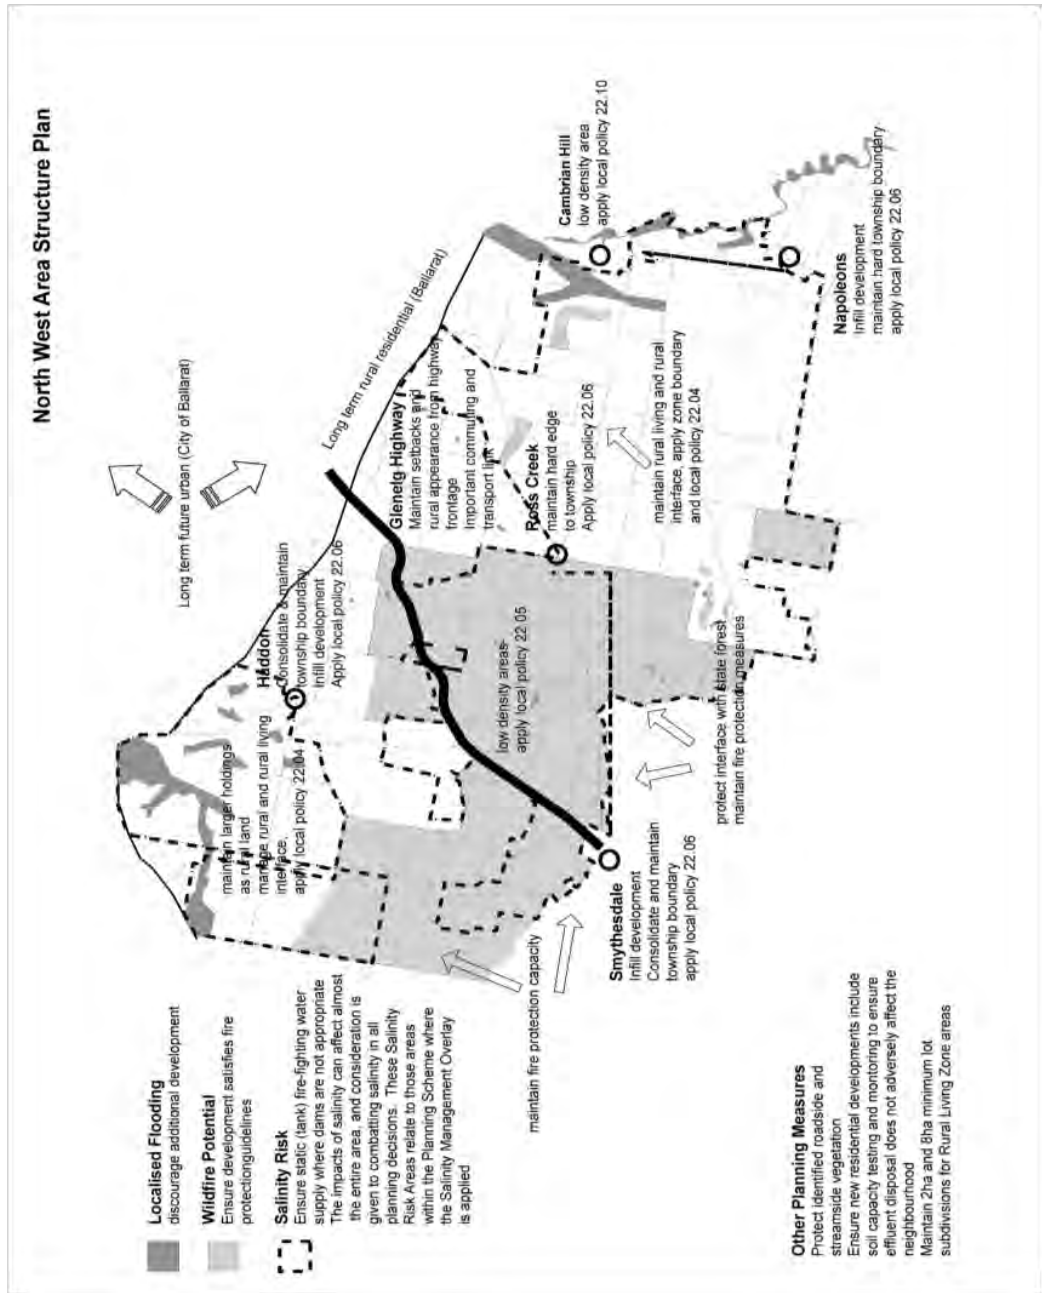 North West Area Structure Plan
Long term future urban (City of Ballarat)
Long term rural residential (Ballarat)
maintain larger holdings
as rural land
manage rural and rural living
interface,
apply local policy 22.04
Haddon
Consolidate & maintain
township boundary
Infill development
Apply local policy 22.06
Glenelg Highway
Maintain setbacks and
rural appearance from highway
frontage
Important commuting and
transport link
Cambrian Hill
low density area
apply local policy 22.10
low density areas
apply local policy 22.05
Ross Creek
maintain hard edge
to township
Apply local policy 22.06
maintain rural living and rural
interface, apply zone boundary
and local policy 22.04
Napoleons
Infill development
maintain hard township boundary
apply local policy 22.06
maintain fire protection capacity
Smythesdale
Infill development
Consolidate and maintain
township boundary
apply local policy 22.06
protect interface with state forest
maintain fire protection measures
Localised Flooding
discourage additional development
Wildfire Potential
Ensure development satisfies fire
protectionguidelines
Salinity Risk
Ensure static (tank) fire-fighting water
supply where dams are not appropriate
The impacts of salinity can affect almost
the entire area, and consideration is
given to combatting salinity in all
planning decisions. These Salinity
Risk Areas relate to those areas
within the Planning Scheme where
the Salinity Management Overlay
is applied
Other Planning Measures
Protect identified roadside and
streamside vegetation
Ensure new residential developments include
soil capacity testing and monitoring to ensure
effluent disposal does not adversely affect the
neighbourhood
Maintain 2ha and 8ha minimum lot
subdivisions for Rural Living Zone areas